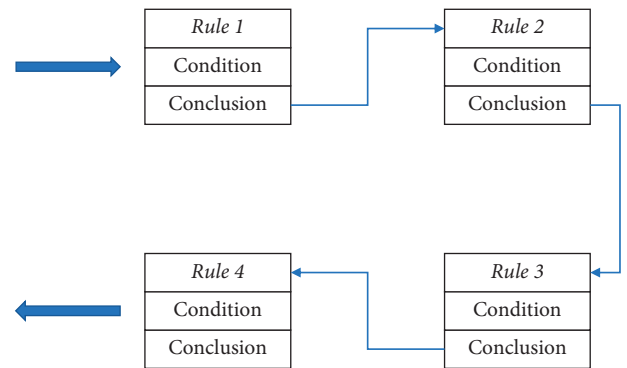 Rule 1
Condition
Conclusion
Rule 2
Condition
Conclusion
Rule 4
Condition
Conclusion
Rule 3
Condition
Conclusion